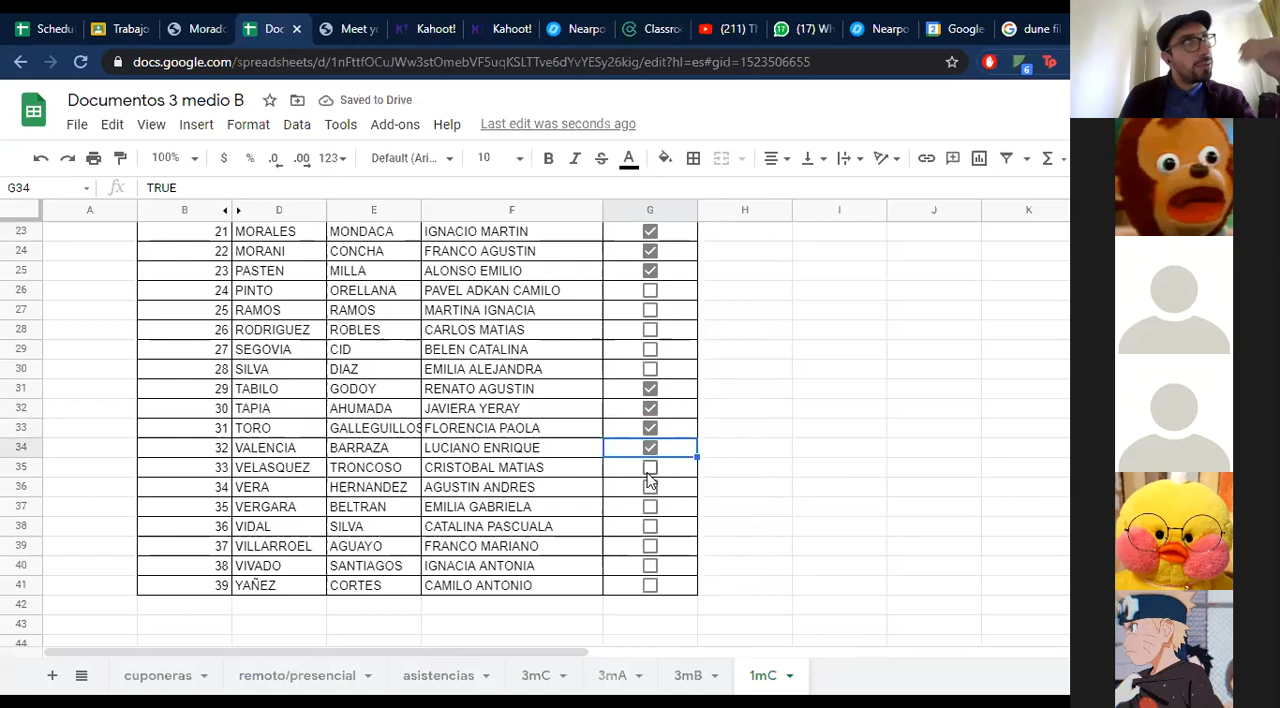 Schedu Trabajo Morado Doc Meet yo Kahoot! Kahoot! Nearpo Classro (211) Th (17) Wh Nearpo Google dune fil
docs.google.com/spreadsheets/d/1nFttfOCuJWw3stOmebVF5uqKSLTTve6dYvYESy26kig/edit?hl=es#gid=1523506655 6 Tp
Documentos 3 medio B Saved to Drive
File Edit View Insert Format Data Tools Add-ons Help Last edit was seconds ago
100% $ % .0 .00 123 Default (Ari... 10 B I S A Σ
G34 fx TRUE
A B D E F G H I J K
23 21 MORALES MONDACA IGNACIO MARTIN
24 22 MORANI CONCHA FRANCO AGUSTIN
25 23 PASTEN MILLA ALONSO EMILIO
26 24 PINTO ORELLANA PAVEL ADKAN CAMILO
27 25 RAMOS RAMOS MARTINA IGNACIA
28 26 RODRIGUEZ ROBLES CARLOS MATIAS
29 27 SEGOVIA CID BELEN CATALINA
30 28 SILVA DIAZ EMILIA ALEJANDRA
31 29 TABILO GODOY RENATO AGUSTIN
32 30 TAPIA AHUMADA JAVIERA YERAY
33 31 TORO GALLEGUILLOS FLORENCIA PAOLA
34 32 VALENCIA BARRAZA LUCIANO ENRIQUE
35 33 VELASQUEZ TRONCOSO CRISTOBAL MATIAS
36 34 VERA HERNANDEZ AGUSTIN ANDRES
37 35 VERGARA BELTRAN EMILIA GABRIELA
38 36 VIDAL SILVA CATALINA PASCUALA
39 37 VILLARROEL AGUAYO FRANCO MARIANO
40 38 VIVADO SANTIAGOS IGNACIA ANTONIA
41 39 YAÑEZ CORTES CAMILO ANTONIO
42
43
44
cuponeras remoto/presencial asistencias 3mC 3mA 3mB 1mC